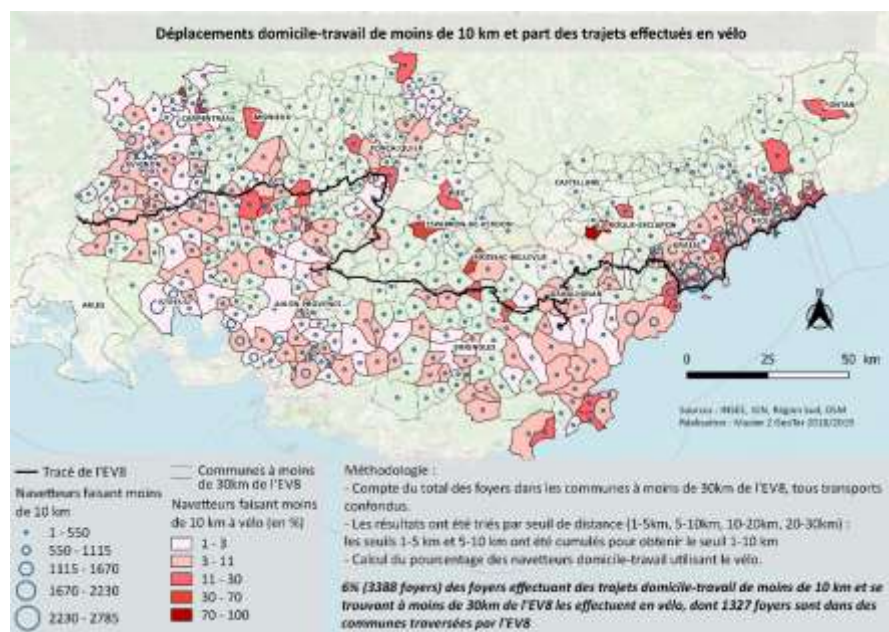 Déplacements domicile-travail de moins de 10 km et part des trajets effectués en vélo
CARPENTRAS
AVIGNON
FORCALQUIER
CASTELLANE
ARLES
AIX-EN-PROVENCE
BRIGNOLES
GRASSE
NICE
N
0 25 50 km
Sources : INSEE, IGN, Région Sud, OSM
Réalisation : Master 2 GeoTer 2018/2019
Tracé de l'EV8
Navetteurs faisant moins
de 10 km
1 - 550
550 - 1115
1115 - 1670
1670 - 2230
2230 - 2785
Communes à moins
de 30km de l'EV8
Navetteurs faisant moins
de 10 km à vélo (en %)
1 - 3
3 - 11
11 - 30
30 - 70
70 - 100
Méthodologie :
- Compte du total des foyers dans les communes à moins de 30km de l'EV8, tous transports
confondus.
- Les résultats ont été triés par seuil de distance (1-5km, 5-10km, 10-20km, 20-30km) :
les seuils 1-5 km et 5-10 km ont été cumulés pour obtenir le seuil 1-10 km
- Calcul du pourcentage des navetteurs domicile-travail utilisant le vélo.
6% (3388 foyers) des foyers effectuant des trajets domicile-travail de moins de 10 km et se
trouvant à moins de 30km de l'EV8 les effectuent en vélo, dont 1327 foyers sont dans des
communes traversées par l'EV8